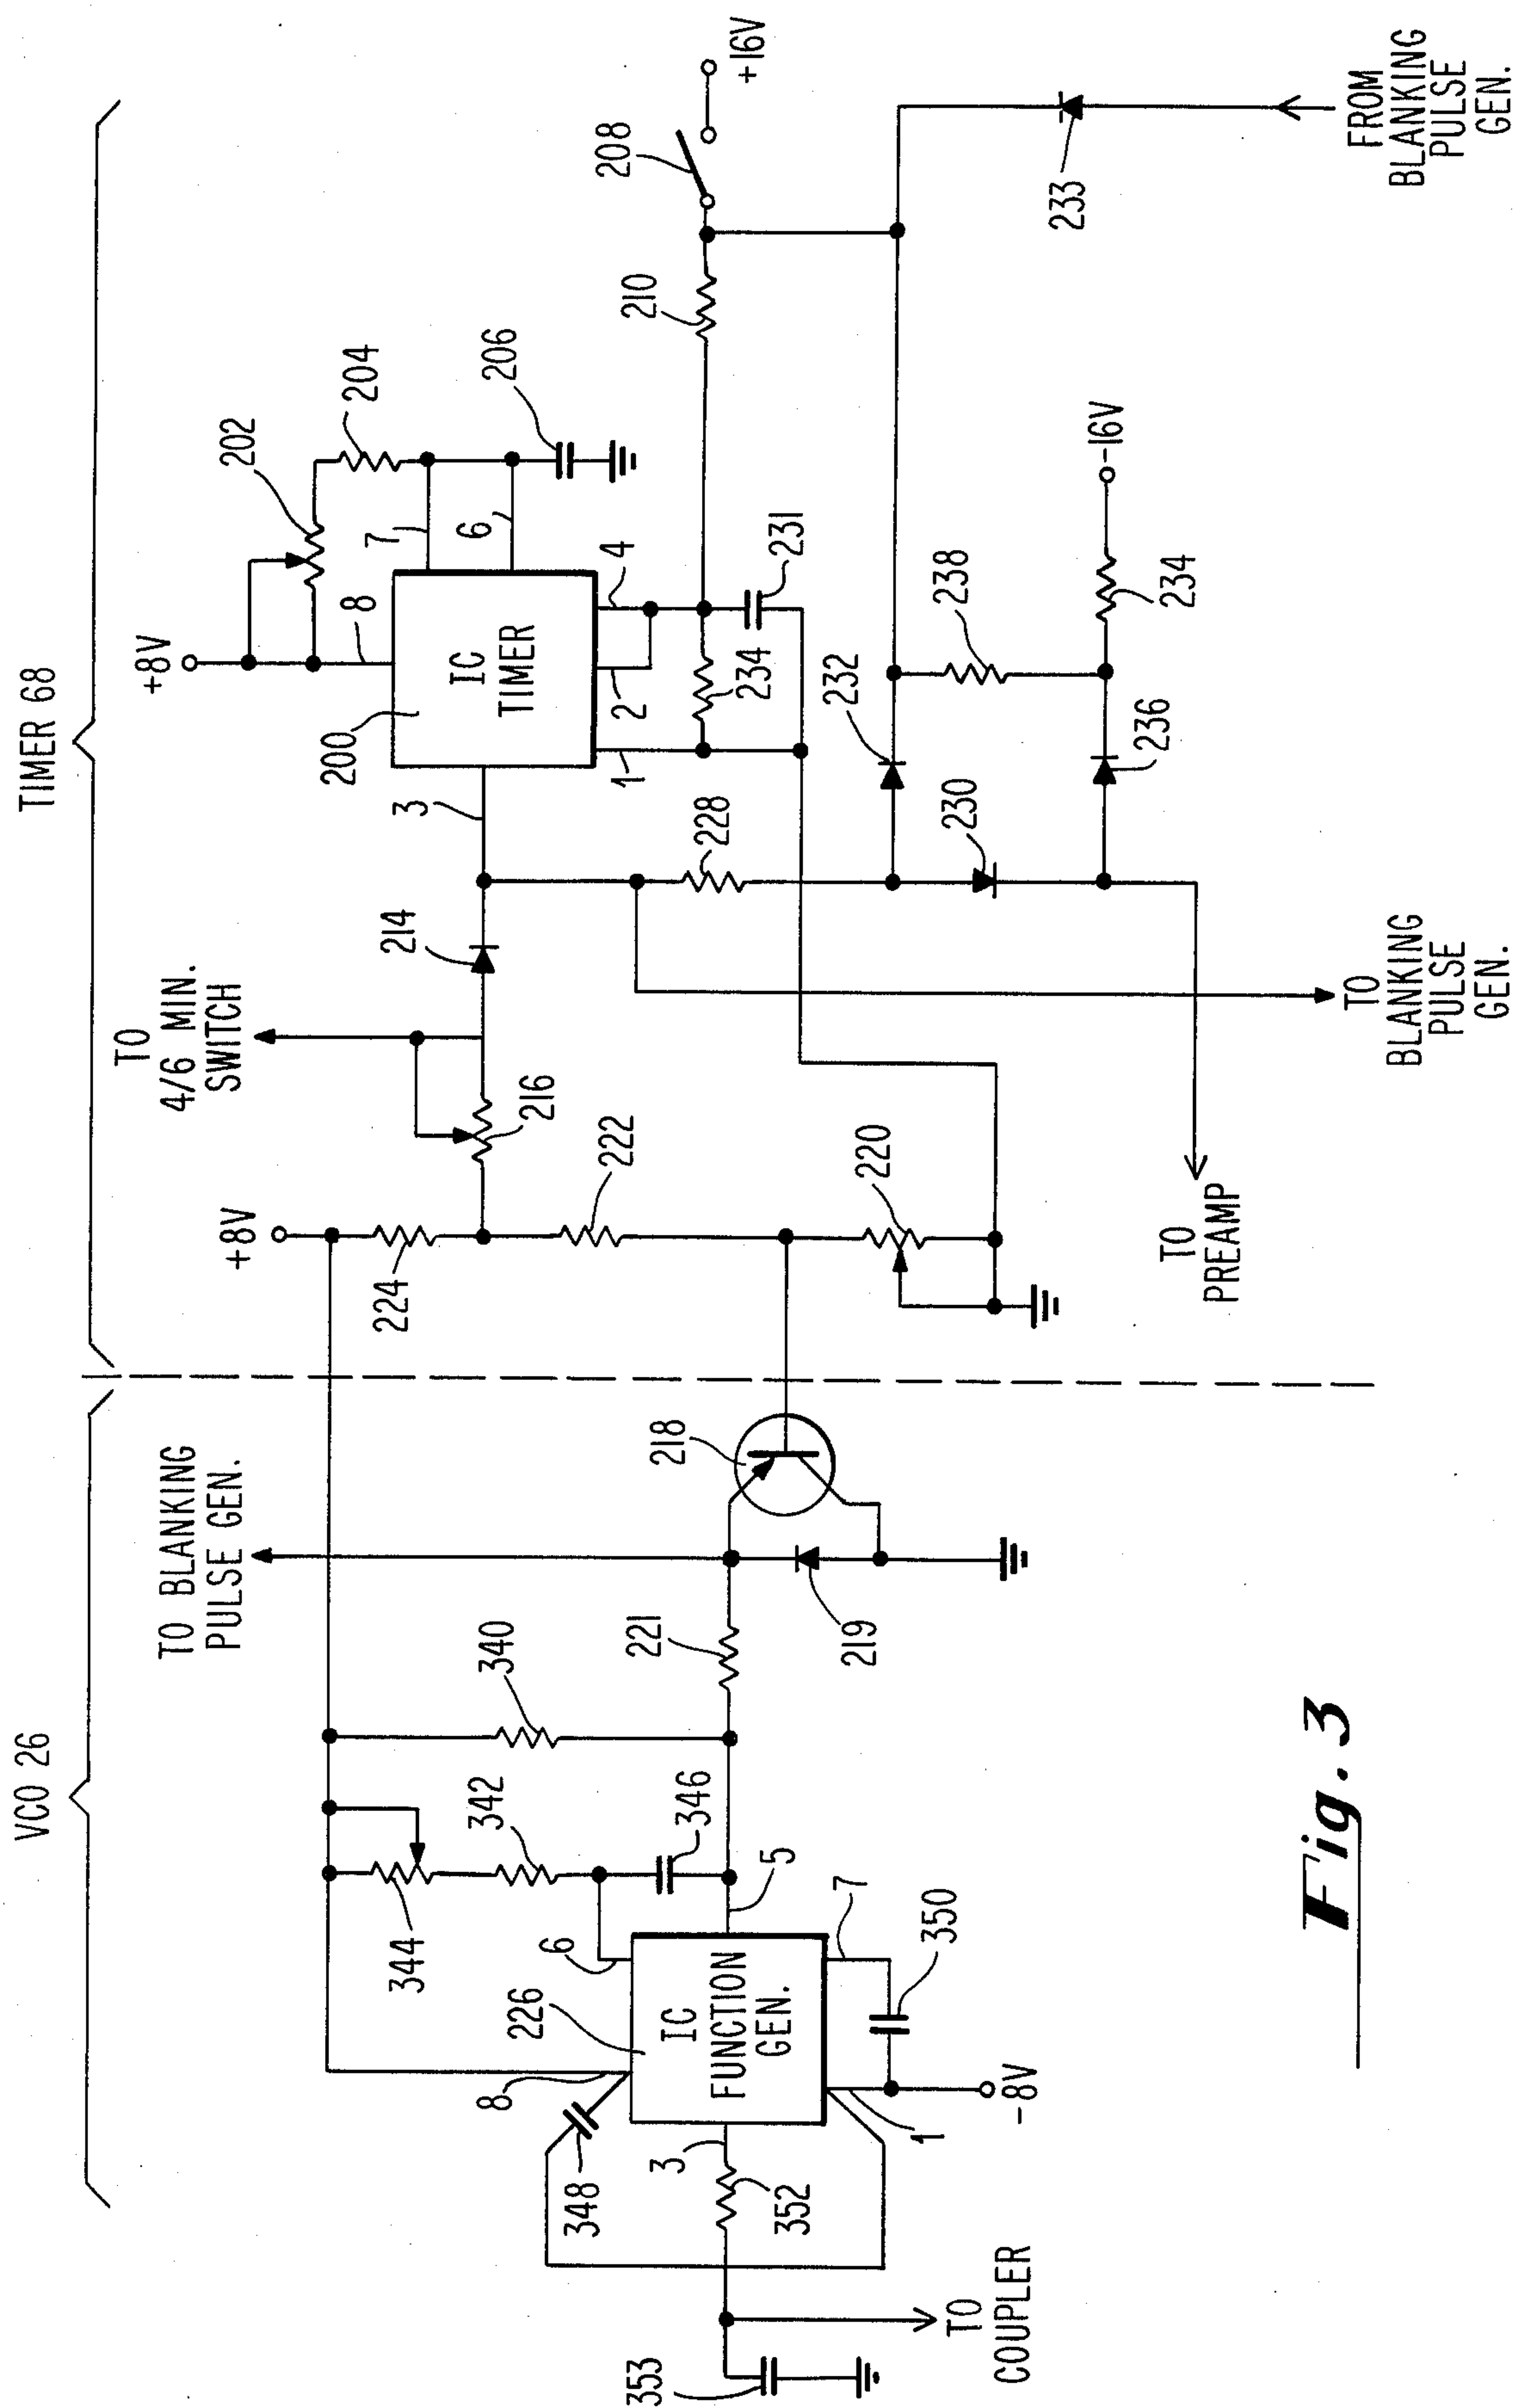 VCO 26
TIMER 68
TO BLANKING
PULSE GEN.
TO
4/6 MIN.
SWITCH
+8V
+8V
+16V
-16V
-8V
344
342
340
346
221
218
219
224
222
220
216
214
200
IC
TIMER
8
7
6
4
2
1
3
202
204
206
208
210
231
234
228
232
230
238
236
234
233
226
IC
FUNCTION
GEN.
8
6
5
7
1
3
348
350
352
353
TO
COUPLER
TO
PREAMP
TO
BLANKING
PULSE
GEN.
FROM
BLANKING
PULSE
GEN.
Fig. 3